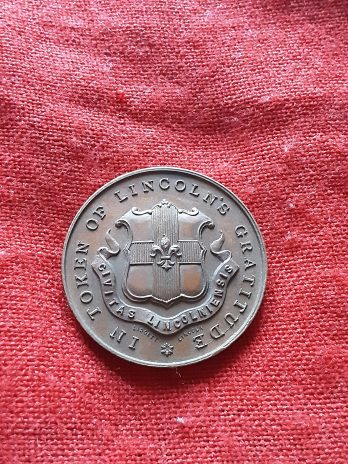 IN TOKEN OF LINCOLN'S GRATITUDE
CIVITAS LINCOLNIENSIS